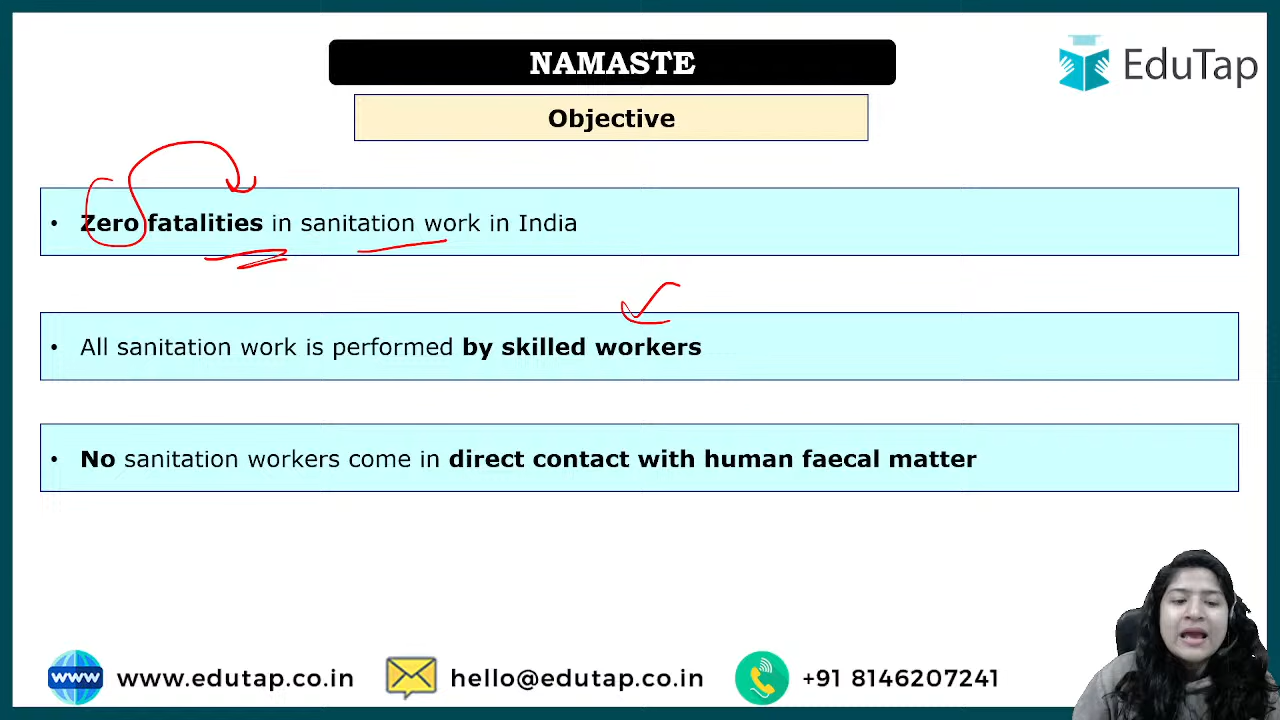 NAMASTE
EduTap
Objective
• Zero fatalities in sanitation work in India
• All sanitation work is performed by skilled workers
• No sanitation workers come in direct contact with human faecal matter
www www.edutap.co.in hello@edutap.co.in +91 8146207241